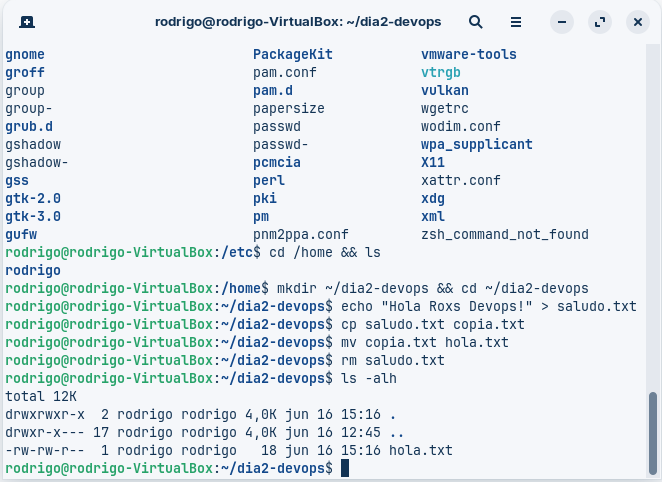 rodrigo@rodrigo-VirtualBox: ~/dia2-devops
gnome PackageKit vmware-tools
groff pam.conf vtrgb
group pam.d vulkan
group- papersize wgetrc
grub.d passwd wodim.conf
gshadow passwd- wpa_supplicant
gshadow- pcmcia X11
gss perl xattr.conf
gtk-2.0 pki xdg
gtk-3.0 pm xml
gufw pnm2ppa.conf zsh_command_not_found
rodrigo@rodrigo-VirtualBox:/etc$ cd /home && ls
rodrigo
rodrigo@rodrigo-VirtualBox:/home$ mkdir ~/dia2-devops && cd ~/dia2-devops
rodrigo@rodrigo-VirtualBox:~/dia2-devops$ echo "Hola Roxs Devops!" > saludo.txt
rodrigo@rodrigo-VirtualBox:~/dia2-devops$ cp saludo.txt copia.txt
rodrigo@rodrigo-VirtualBox:~/dia2-devops$ mv copia.txt hola.txt
rodrigo@rodrigo-VirtualBox:~/dia2-devops$ rm saludo.txt
rodrigo@rodrigo-VirtualBox:~/dia2-devops$ ls -alh
total 12K
drwxrwxr-x  2 rodrigo rodrigo 4,0K jun 16 15:16 .
drwxr-x--- 17 rodrigo rodrigo 4,0K jun 16 12:45 ..
-rw-rw-r--  1 rodrigo rodrigo   18 jun 16 15:16 hola.txt
rodrigo@rodrigo-VirtualBox:~/dia2-devops$